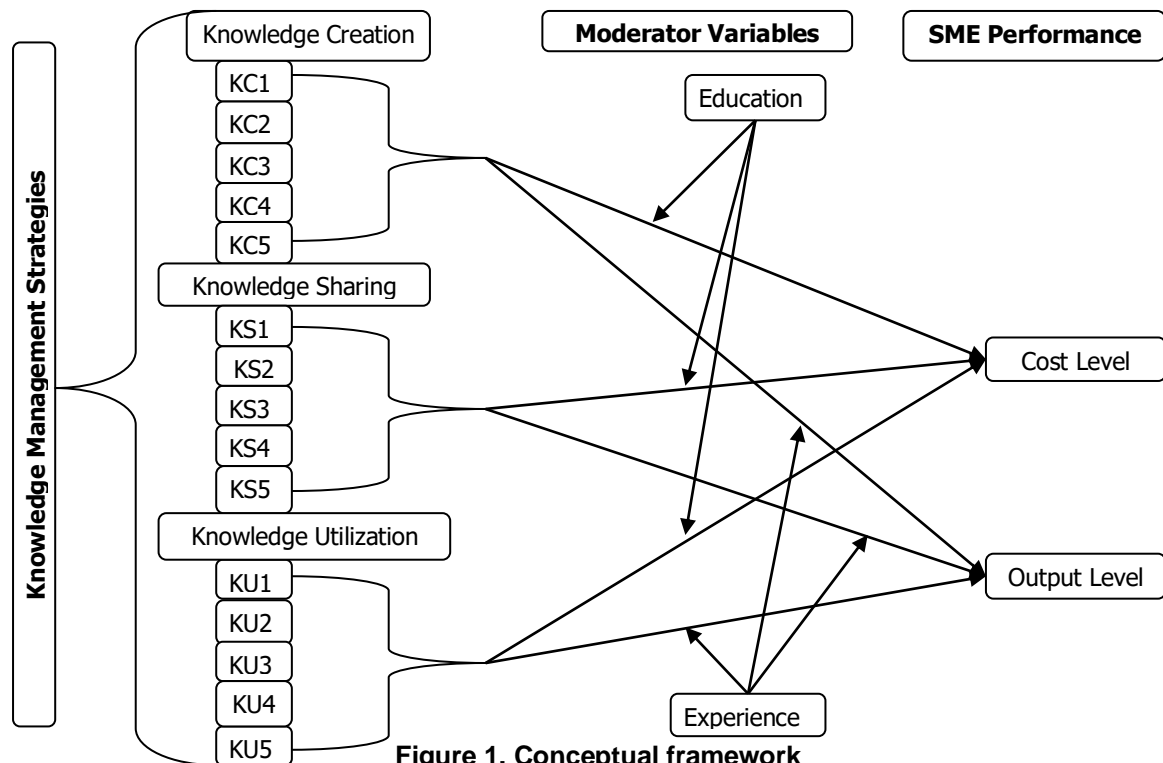 Knowledge Management Strategies
Knowledge Creation
KC1
KC2
KC3
KC4
KC5
Knowledge Sharing
KS1
KS2
KS3
KS4
KS5
Knowledge Utilization
KU1
KU2
KU3
KU4
KU5
Moderator Variables
Education
Experience
SME Performance
Cost Level
Output Level
Figure 1. Conceptual framework